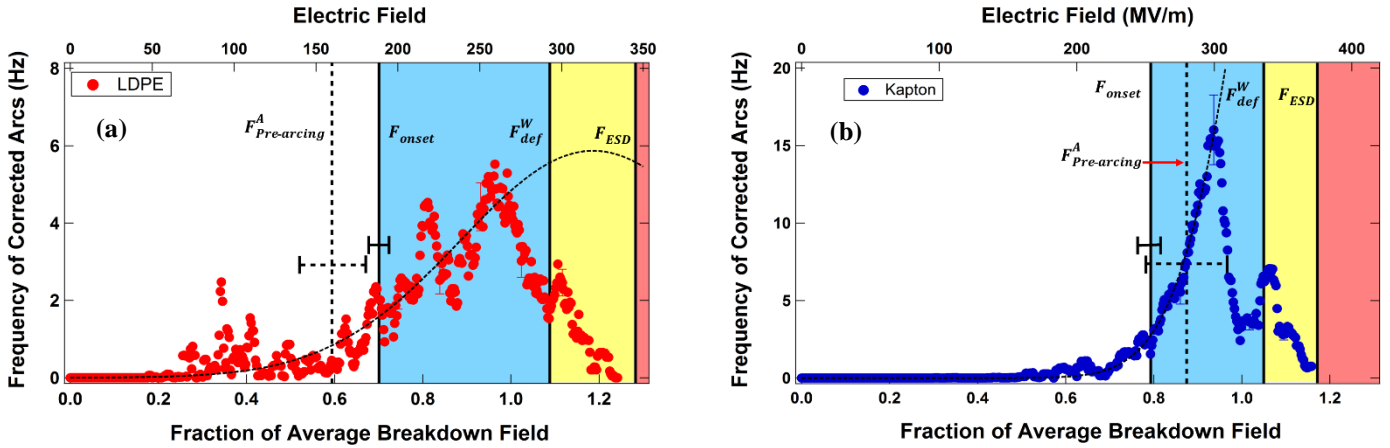 Electric Field
0 50 100 150 200 250 300 350
Frequency of Corrected Arcs (Hz)
8
6
4
2
0
LDPE
(a)
F^A_Pre-arcing
F_onset
F^W_def
F_ESD
0.0 0.2 0.4 0.6 0.8 1.0 1.2
Fraction of Average Breakdown Field
Electric Field (MV/m)
0 100 200 300 400
Frequency of Corrected Arcs (Hz)
20
15
10
5
0
Kapton
(b)
F_onset
F^W_def
F_ESD
F^A_Pre-arcing
0.0 0.2 0.4 0.6 0.8 1.0 1.2
Fraction of Average Breakdown Field